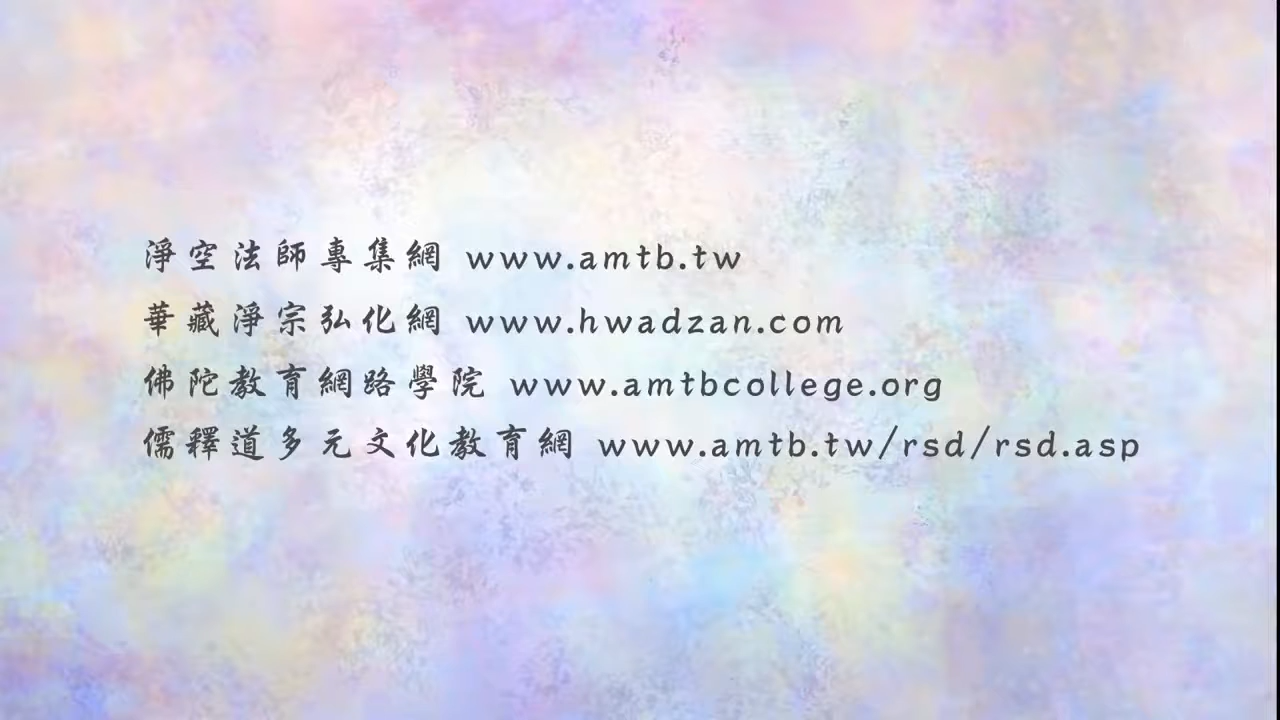 淨空法師專集網 www.amtb.tw
華藏淨宗弘化網 www.hwadzan.com
佛陀教育網路學院 www.amtbcollege.org
儒釋道多元文化教育網 www.amtb.tw/rsd/rsd.asp